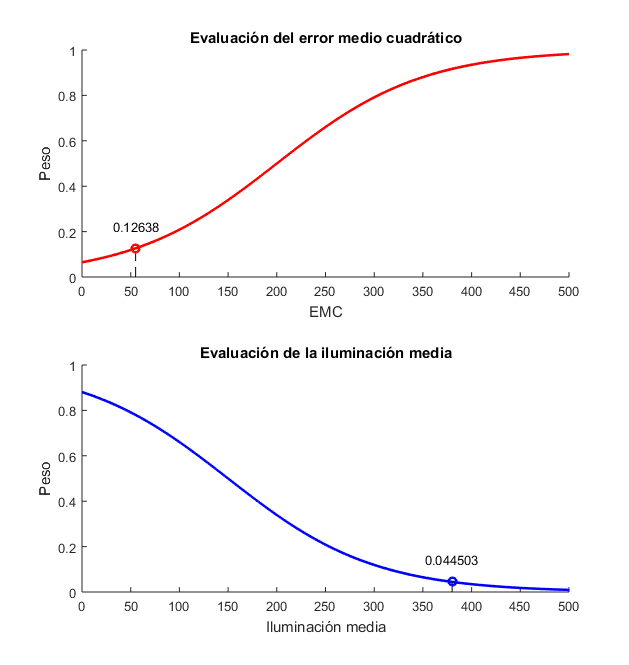 Evaluación del error medio cuadrático
1
0.8
0.6
0.4
0.2
0
Peso
0.12638
0 50 100 150 200 250 300 350 400 450 500
EMC
Evaluación de la iluminación media
1
0.8
0.6
0.4
0.2
0
Peso
0.044503
0 50 100 150 200 250 300 350 400 450 500
Iluminación media